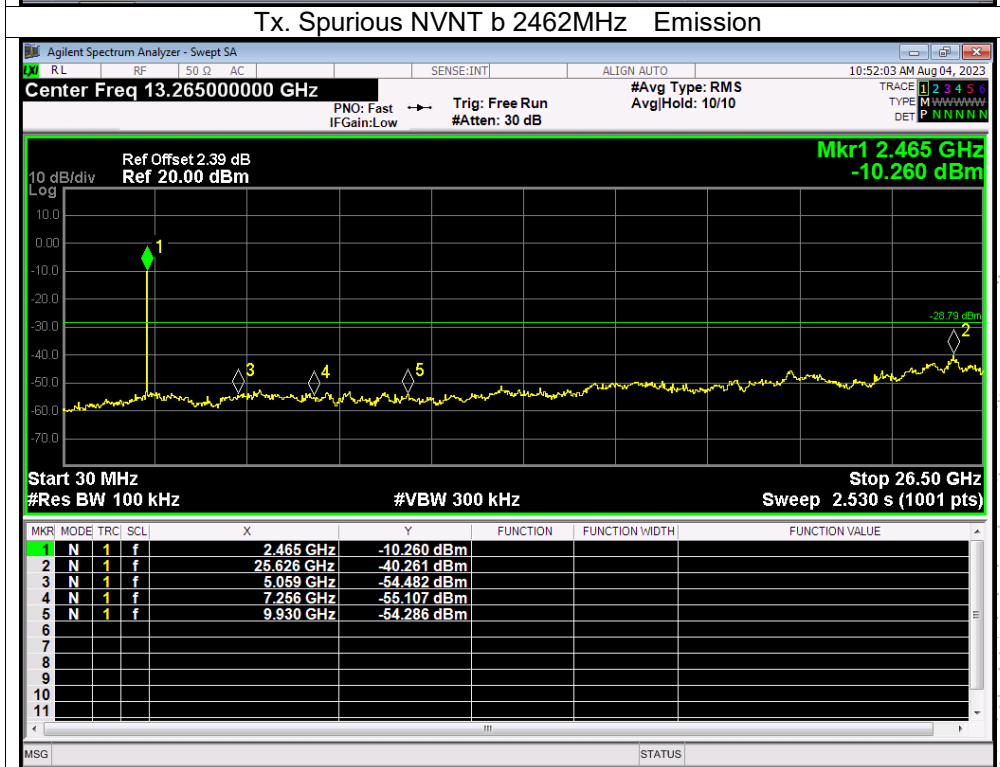 Tx. Spurious NVNT b 2462MHz Emission
Agilent Spectrum Analyzer - Swept SA
LXI RL RF 50 Ω AC SENSE:INT ALIGN AUTO 10:52:03 AM Aug 04, 2023
Center Freq 13.265000000 GHz #Avg Type: RMS TRACE 1 2 3 4 5 6
PNO: Fast Trig: Free Run Avg|Hold: 10/10 TYPE M WWWWW
IFGain:Low #Atten: 30 dB DET P N N N N N
Mkr1 2.465 GHz
Ref Offset 2.39 dB
10 dB/div Ref 20.00 dBm -10.260 dBm
Log
10.0
0.00
1
-10.0
-20.0
-28.79 dBm
-30.0
2
-40.0
3 4 5
-50.0
-60.0
-70.0
Start 30 MHz Stop 26.50 GHz
#Res BW 100 kHz #VBW 300 kHz Sweep 2.530 s (1001 pts)
MKR MODE TRC SCL X Y FUNCTION FUNCTION WIDTH FUNCTION VALUE
1 N 1 f 2.465 GHz -10.260 dBm
2 N 1 f 25.626 GHz -40.261 dBm
3 N 1 f 5.059 GHz -54.482 dBm
4 N 1 f 7.256 GHz -55.107 dBm
5 N 1 f 9.930 GHz -54.286 dBm
6
7
8
9
10
11
MSG STATUS